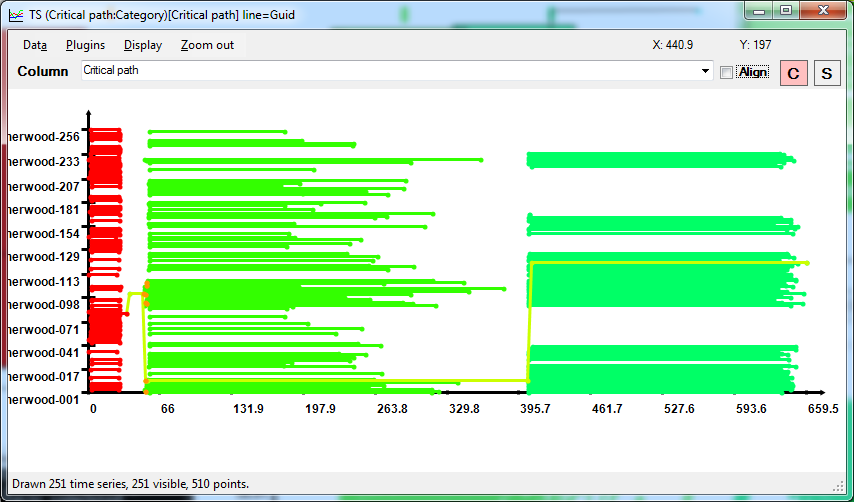 TS (Critical path:Category)[Critical path] line=Guid
Data Plugins Display Zoom out X: 440.9 Y: 197
Column Critical path Align C S
nerwood-256
nerwood-233
nerwood-207
nerwood-181
nerwood-154
nerwood-129
nerwood-113
nerwood-098
nerwood-071
nerwood-041
nerwood-017
nerwood-001
0 66 131.9 197.9 263.8 329.8 395.7 461.7 527.6 593.6 659.5
Drawn 251 time series, 251 visible, 510 points.